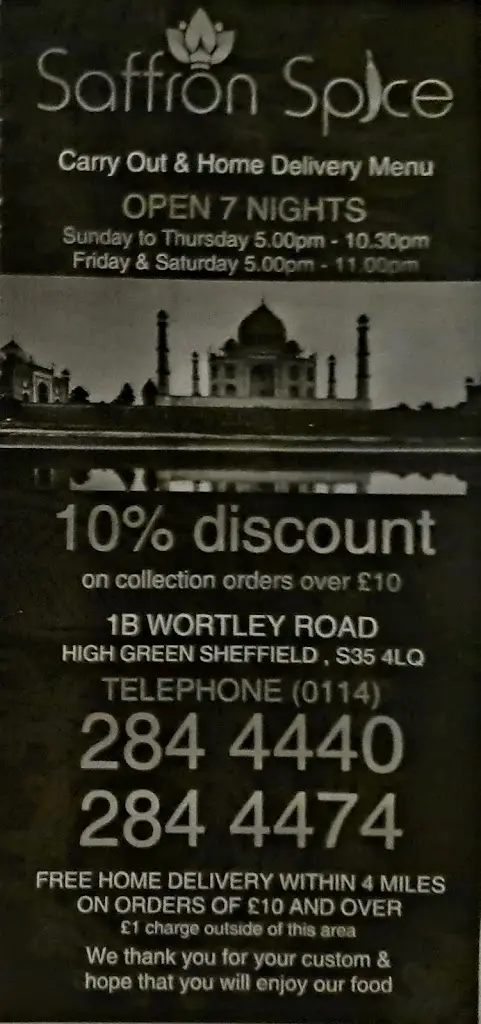 Saffron Spice
Carry Out & Home Delivery Menu
OPEN 7 NIGHTS
Sunday to Thursday 5.00pm - 10.30pm
Friday & Saturday 5.00pm - 11.00pm
10% discount
on collection orders over £10
1B WORTLEY ROAD
HIGH GREEN SHEFFIELD , S35 4LQ
TELEPHONE (0114)
284 4440
284 4474
FREE HOME DELIVERY WITHIN 4 MILES
ON ORDERS OF £10 AND OVER
£1 charge outside of this area
We thank you for your custom &
hope that you will enjoy our food